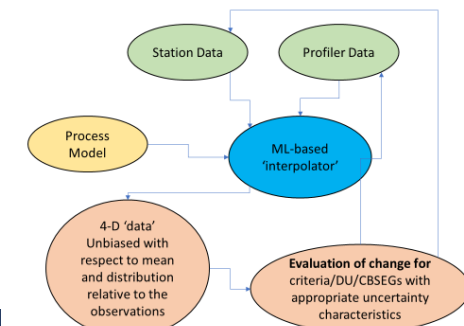 Station Data
Profiler Data
Process
Model
ML-based
'interpolator'
4-D 'data'
Unbiased with
respect to mean
and distribution
relative to the
observations
Evaluation of change for
criteria/DU/CBSEGs with
appropriate uncertainty
characteristics